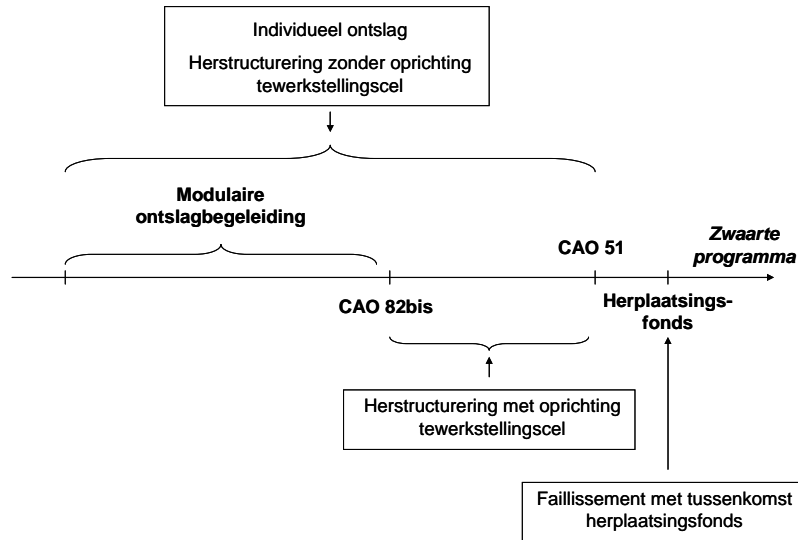 Individueel ontslag
Herstructurering zonder oprichting
tewerkstellingscel
Modulaire
ontslagbegeleiding
CAO 51
Zwaarte
programma
CAO 82bis
Herplaatsings-
fonds
Herstructurering met oprichting
tewerkstellingscel
Faillissement met tussenkomst
herplaatsingsfonds